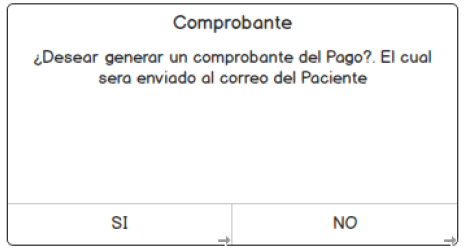 Comprobante
¿Desear generar un comprobante del Pago?. El cual
sera enviado al correo del Paciente
SI
NO